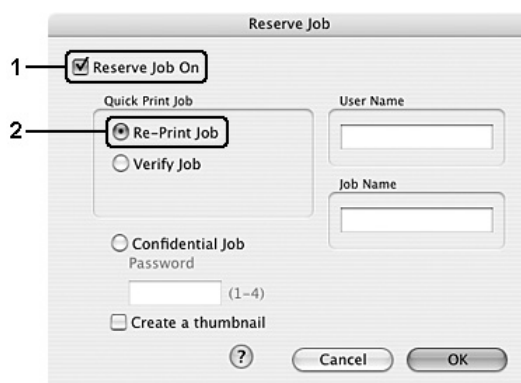 Reserve Job
1
Reserve Job On
Quick Print Job
User Name
2
Re-Print Job
Verify Job
Job Name
Confidential Job
Password
(1-4)
Create a thumbnail
?
Cancel
OK